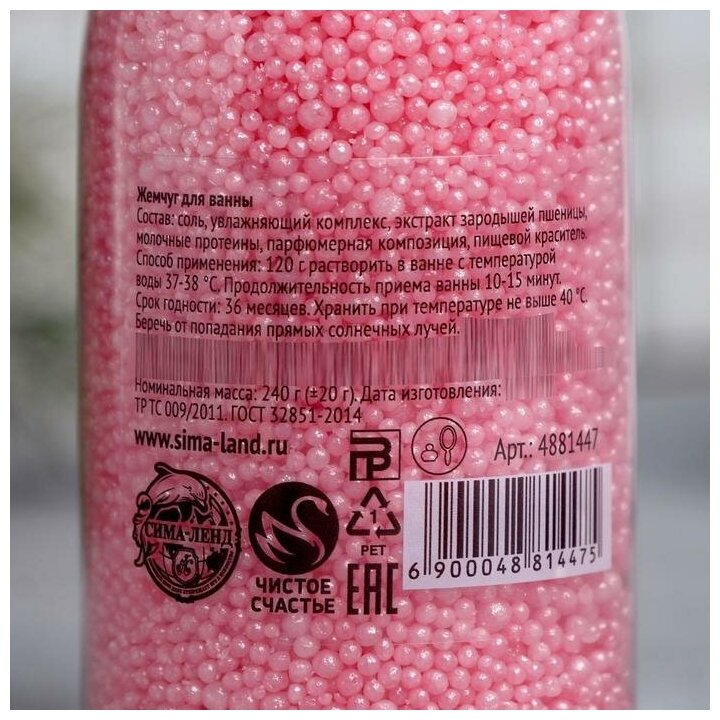 Жемчуг для ванны
Состав: соль, увлажняющий комплекс, экстракт зародышей пшеницы,
молочные протеины, парфюмерная композиция, пищевой краситель.
Способ применения: 120 г растворить в ванне с температурой
воды 37-38 °С. Продолжительность приема ванны 10-15 минут.
Срок годности: 36 месяцев. Хранить при температуре не выше 40 °С.
Беречь от попадания прямых солнечных лучей.
Номинальная масса: 240 г (±20 г). Дата изготовления:
ТР ТС 009/2011. ГОСТ 32851-2014
www.sima-land.ru
Арт.: 4881447
СИМА-ЛЕНД
ЧИСТОЕ
СЧАСТЬЕ
1
PET
EAC
6 900048 814475